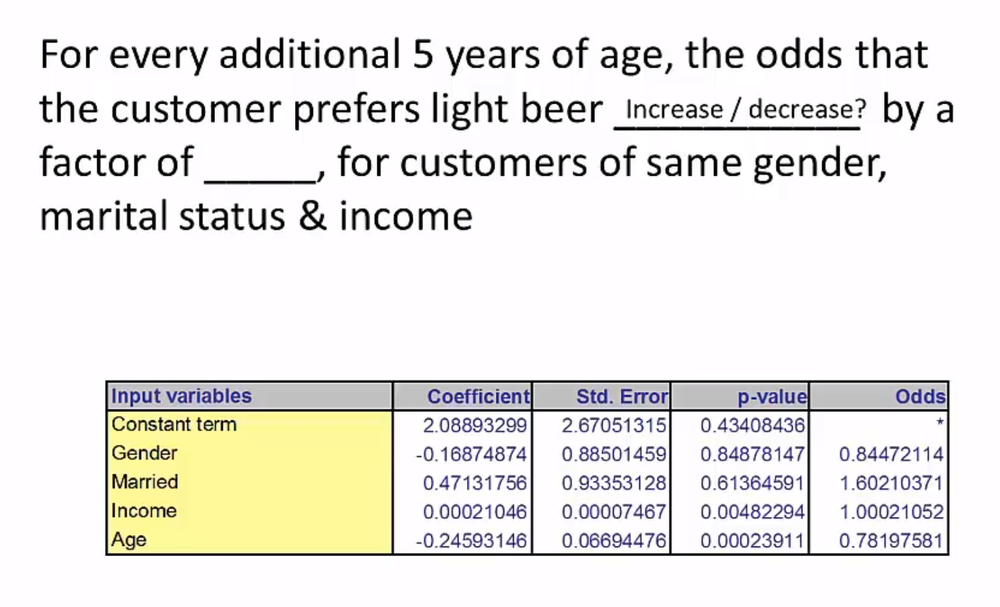 For every additional 5 years of age, the odds that
the customer prefers light beer Increase / decrease? by a
factor of _____, for customers of same gender,
marital status & income
Input variables Coefficient Std. Error p-value Odds
Constant term 2.08893299 2.67051315 0.43408436 *
Gender -0.16874874 0.88501459 0.84878147 0.84472114
Married 0.47131756 0.93353128 0.61364591 1.60210371
Income 0.00021046 0.00007467 0.00482294 1.00021052
Age -0.24593146 0.06694476 0.00023911 0.78197581